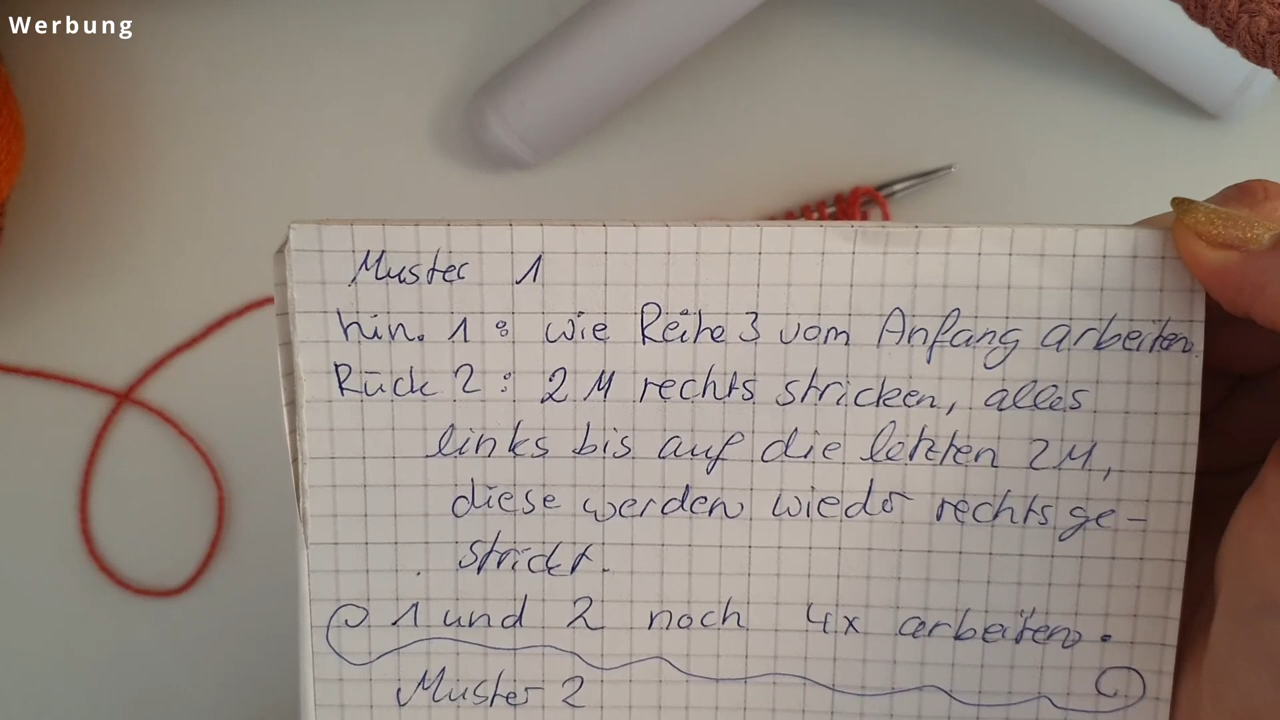 Werbung
Muster 1
hin. 1: wie Reihe 3 vom Anfang arbeiten.
Rück 2: 2 M rechts stricken, alles
links bis auf die letzten 2M,
diese werden wieder rechts ge-
strickt.
1 und 2 noch 4x arbeiten.
Muster 2